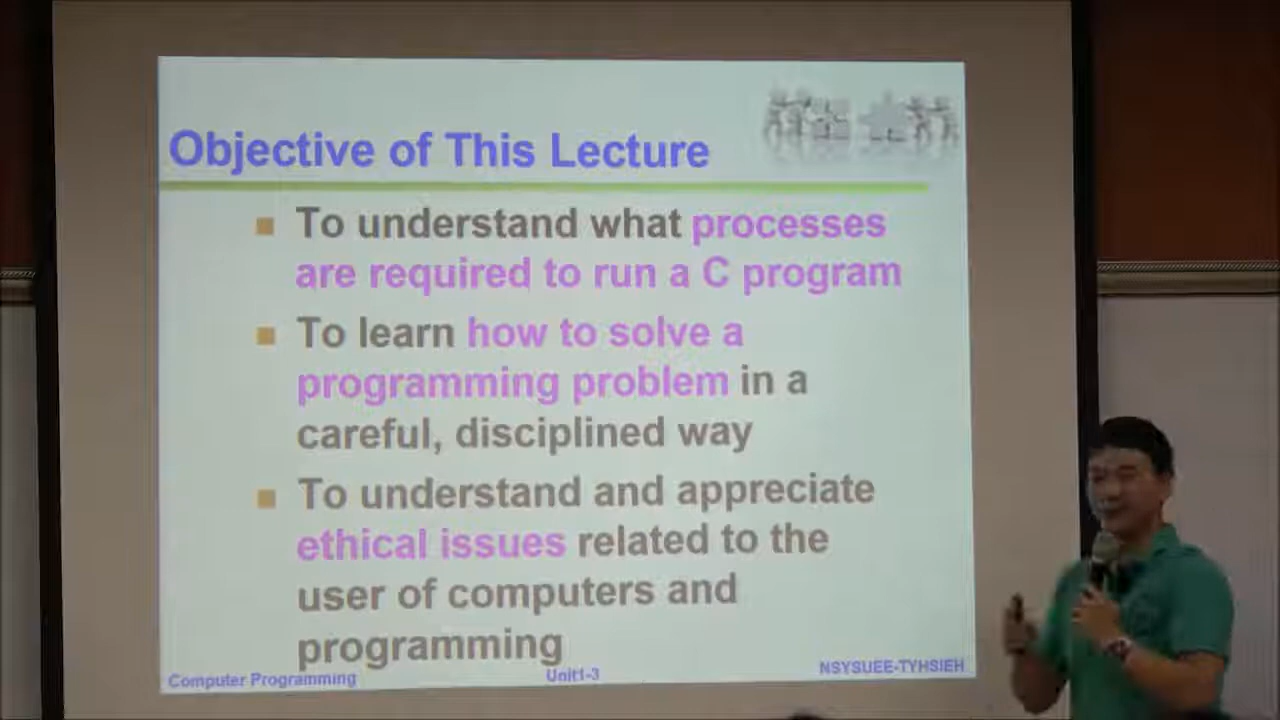 Objective of This Lecture
To understand what processes
are required to run a C program
To learn how to solve a
programming problem in a
careful, disciplined way
To understand and appreciate
ethical issues related to the
user of computers and
programming
Computer Programming
Unit1-3
NSYSUEE-TYHSIEH